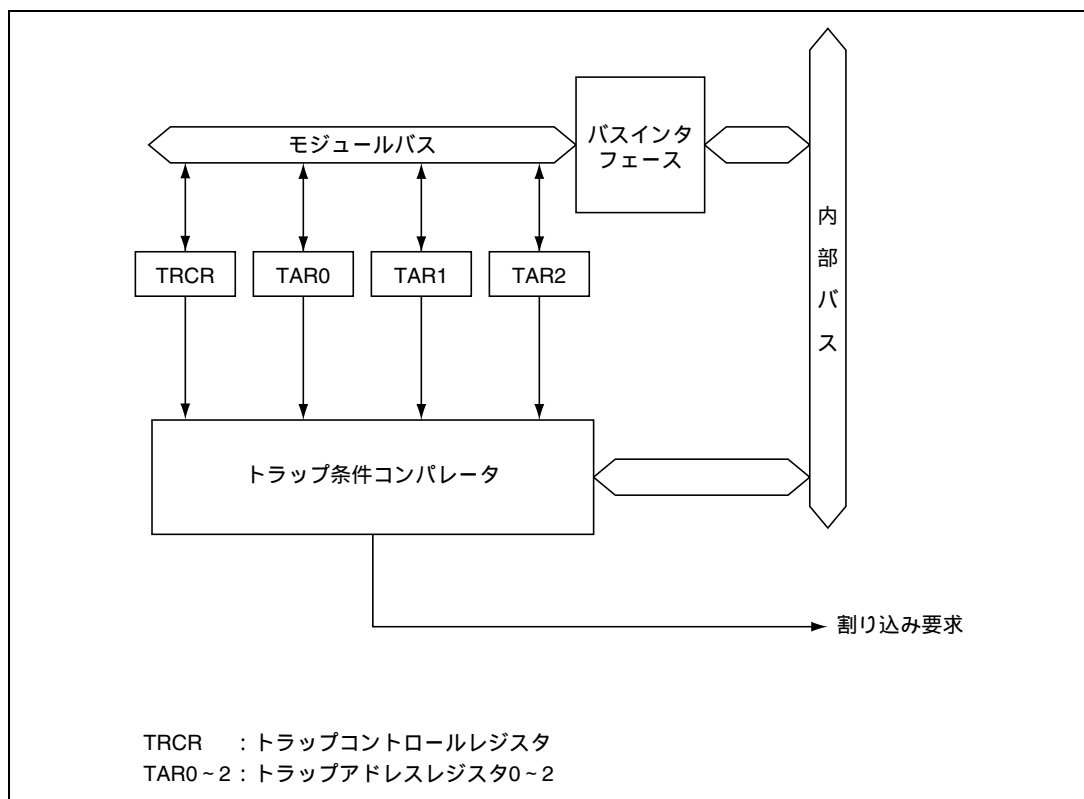 モジュールバス
バスインタ
フェース
内部バス
TRCR
TAR0
TAR1
TAR2
トラップ条件コンパレータ
割り込み要求
TRCR :トラップコントロールレジスタ
TAR0~2:トラップアドレスレジスタ0~2